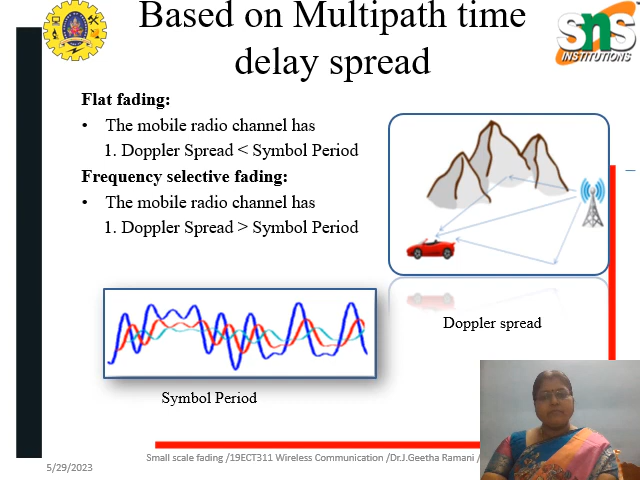 Based on Multipath time
delay spread
SNS
INSTITUTIONS
Flat fading:
• The mobile radio channel has
1. Doppler Spread < Symbol Period
Frequency selective fading:
• The mobile radio channel has
1. Doppler Spread > Symbol Period
Doppler spread
Symbol Period
Small scale fading /19ECT311 Wireless Communication /Dr.J.Geetha Ramani /
5/29/2023